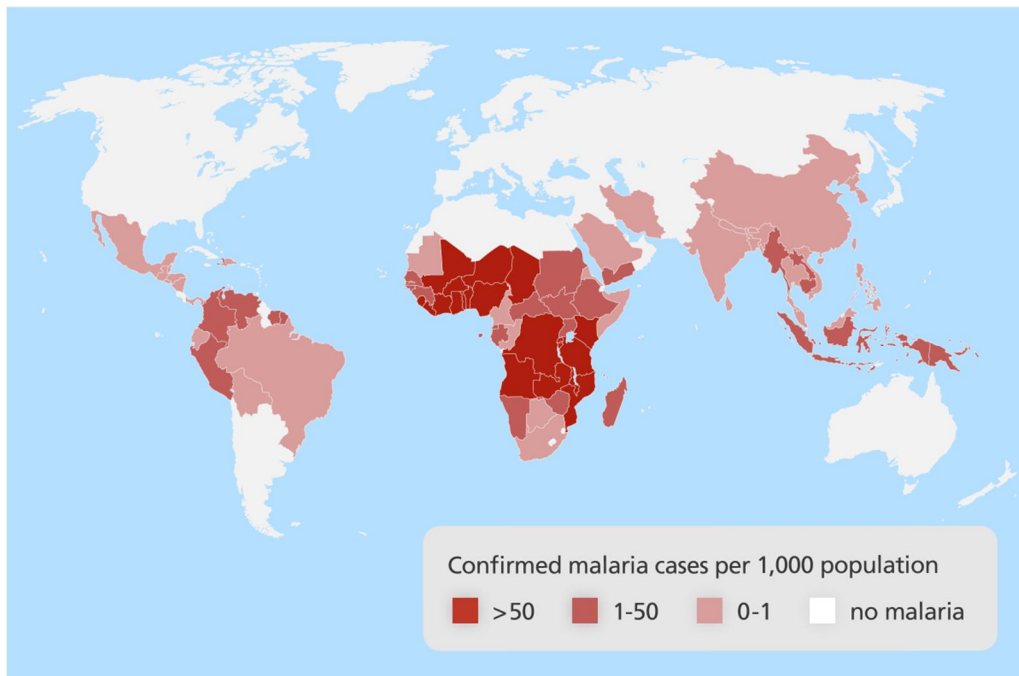 Confirmed malaria cases per 1,000 population
>50 1-50 0-1 no malaria